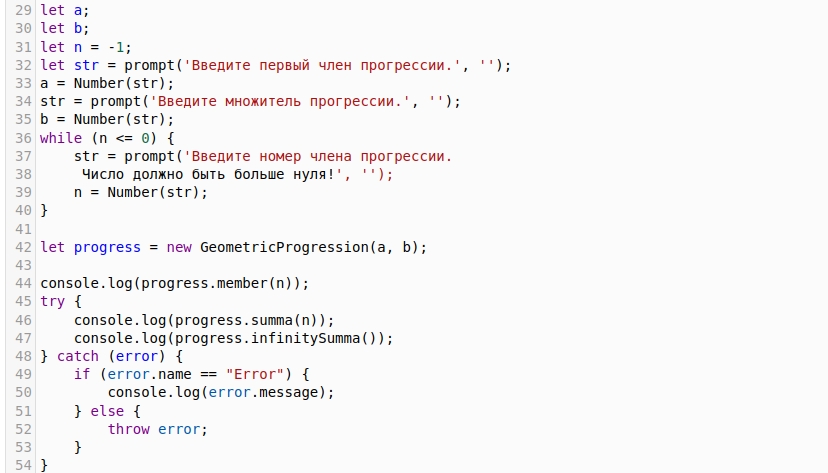 29 let a;
30 let b;
31 let n = -1;
32 let str = prompt('Введите первый член прогрессии.', '');
33 a = Number(str);
34 str = prompt('Введите множитель прогрессии.', '');
35 b = Number(str);
36 while (n <= 0) {
37     str = prompt('Введите номер члена прогрессии.
38      Число должно быть больше нуля!', '');
39     n = Number(str);
40 }
41
42 let progress = new GeometricProgression(a, b);
43
44 console.log(progress.member(n));
45 try {
46     console.log(progress.summa(n));
47     console.log(progress.infinitySumma());
48 } catch (error) {
49     if (error.name == "Error") {
50         console.log(error.message);
51     } else {
52         throw error;
53     }
54 }